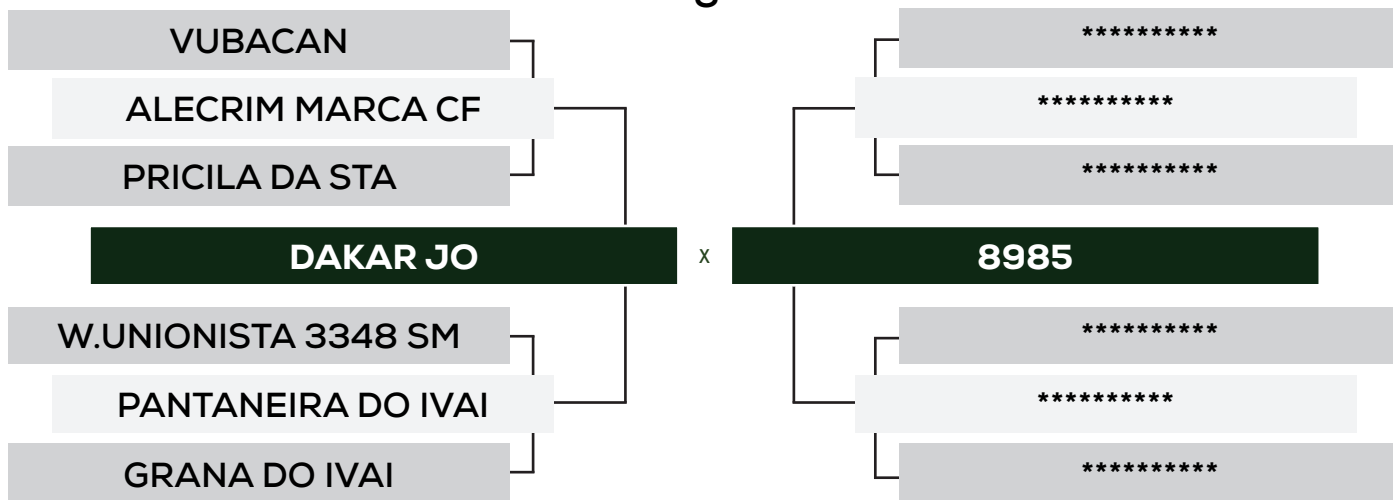 VUBACAN
**********
ALECRIM MARCA CF
**********
PRICILA DA STA
**********
DAKAR JO x 8985
W.UNIONISTA 3348 SM
**********
PANTANEIRA DO IVAI
**********
GRANA DO IVAI
**********